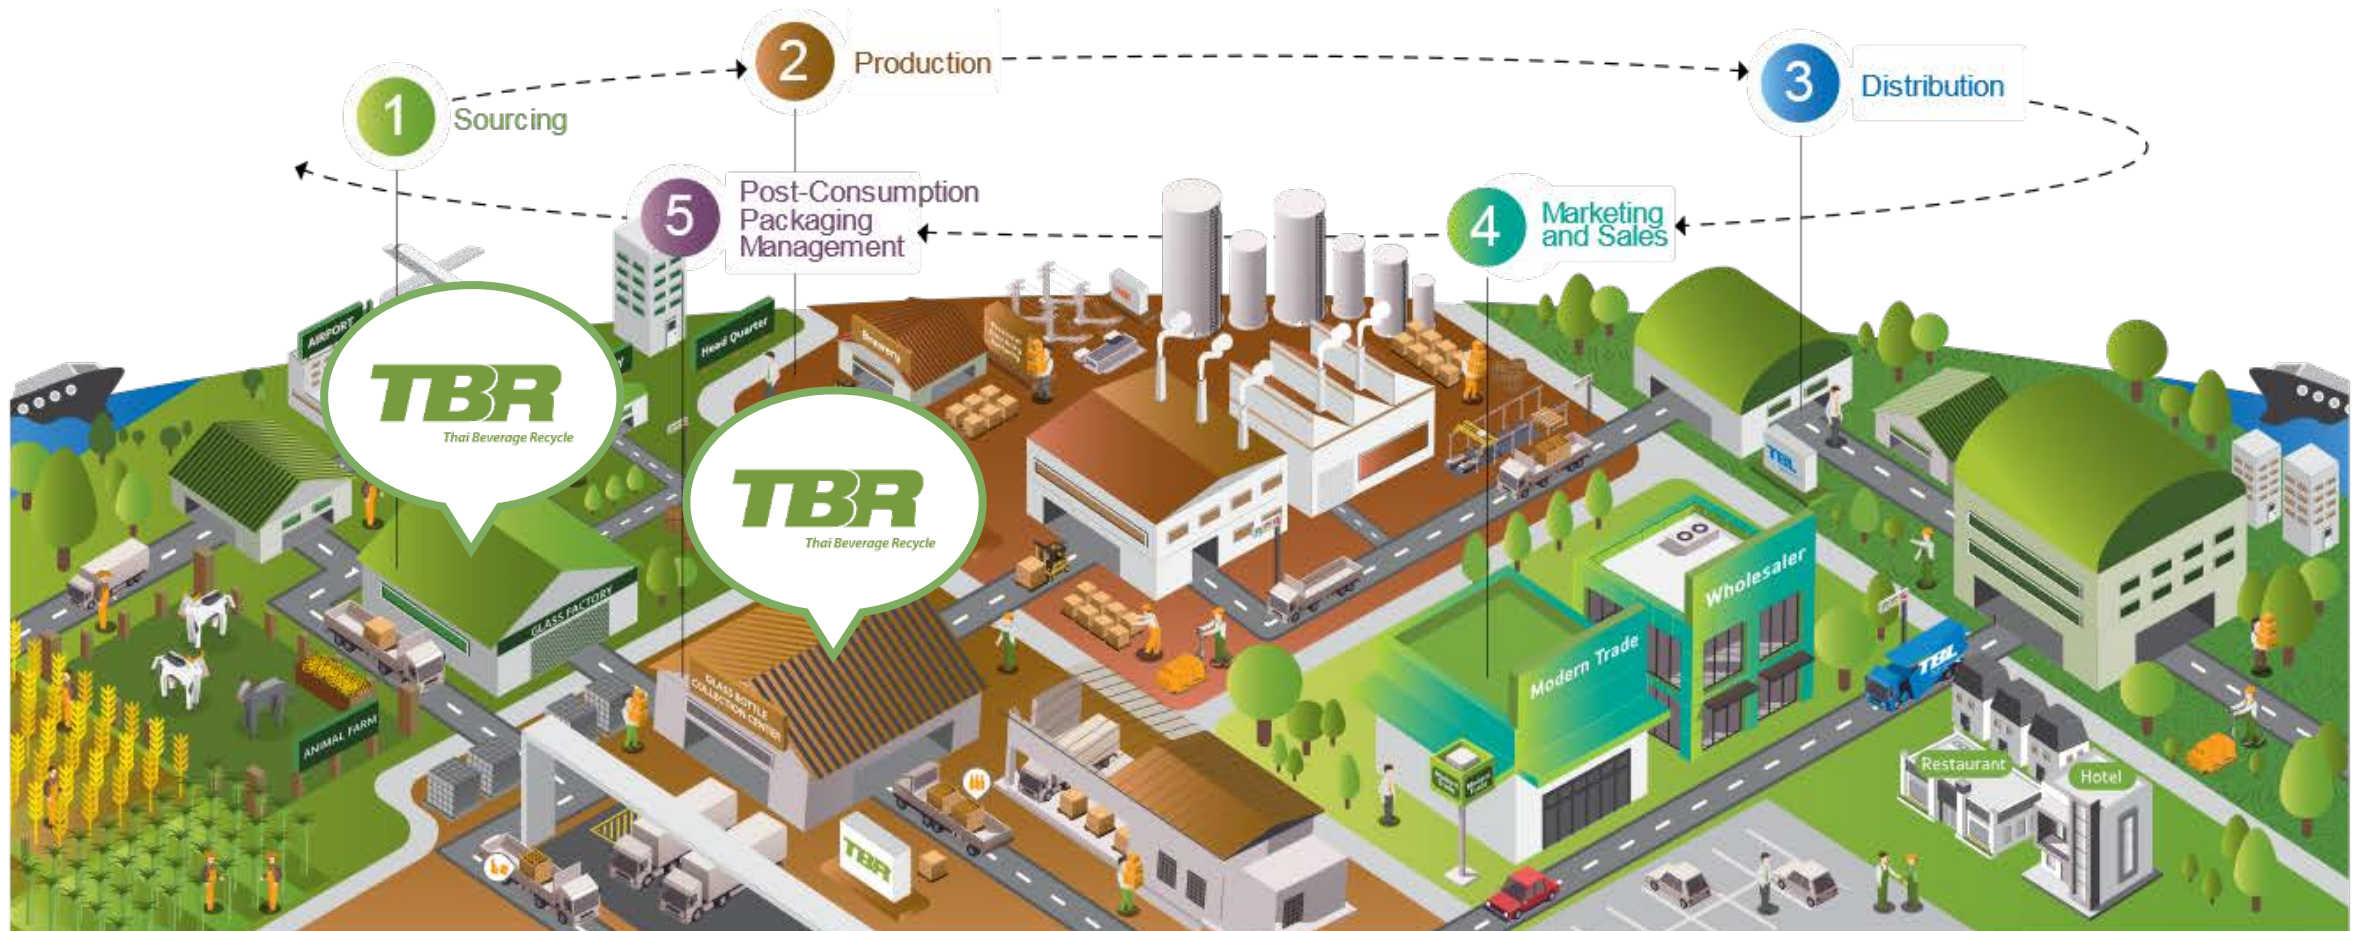 1
Sourcing
2
Production
3
Distribution
4
Marketing
and Sales
5
Post-Consumption
Packaging
Management
AIRPORT
Head Quarter
Brewery
TBR
Thai Beverage Recycle
TBR
Thai Beverage Recycle
GLASS FACTORY
ANIMAL FARM
GLASS BOTTLE
COLLECTION CENTER
TBR
TBL
Wholesaler
Modern Trade
TBL
Restaurant
Hotel